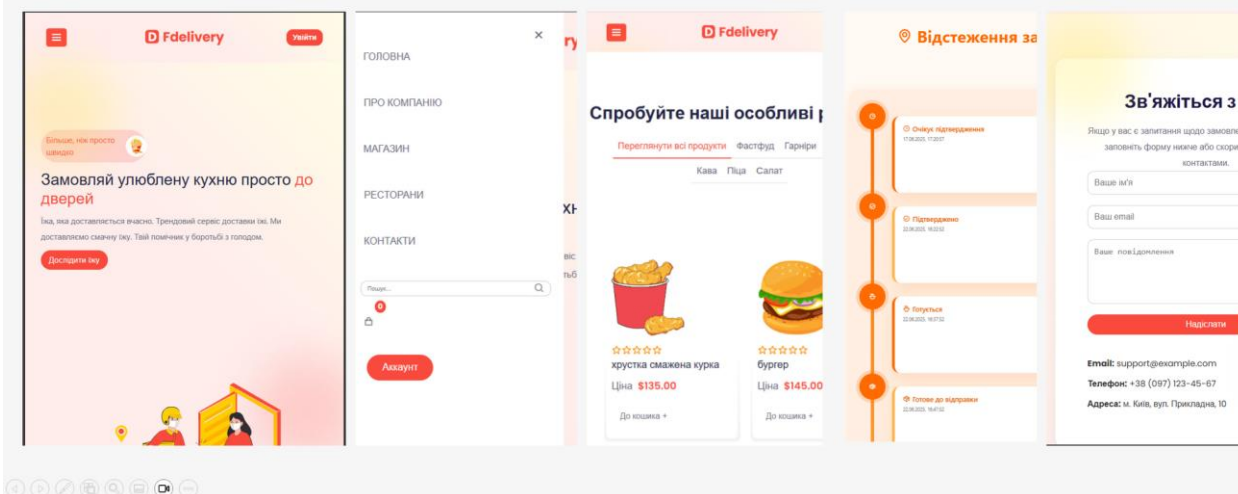 Fdelivery
Увійти
Більше, ніж просто
швидко
Замовляй улюблену кухню просто до
дверей
Їжа, яка доставляється вчасно. Трендовий сервіс доставки їжі. Ми
доставляємо смачну їжу. Твій помічник у боротьбі з голодом.
Дослідити їжу
ГОЛОВНА
ПРО КОМПАНІЮ
МАГАЗИН
РЕСТОРАНИ
КОНТАКТИ
Пошук...
0
Аккаунт
Fdelivery
Спробуйте наші особливі
Переглянути всі продукти Фастфуд Гарніри
Кава Піца Салат
хрустка смажена курка
Ціна $135.00
До кошика +
бургер
Ціна $145.00
До кошика +
Відстеження за
Очікує підтвердження
Підтверджено
Готується
Готове до відправки
Зв'яжіться з
Якщо у вас є запитання щодо замовле
заповніть форму нижче або скори
контактами.
Ваше ім'я
Ваш email
Ваше повідомлення
Надіслати
Email: support@example.com
Телефон: +38 (097) 123-45-67
Адреса: м. Київ, вул. Прикладна, 10